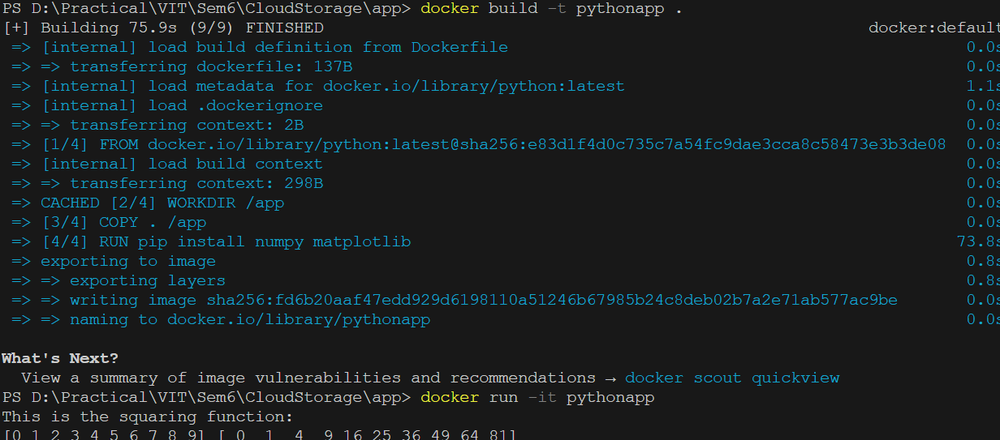 PS D:\Practical\VIT\Sem6\CloudStorage\app> docker build -t pythonapp .
[+] Building 75.9s (9/9) FINISHED docker:default
=> [internal] load build definition from Dockerfile 0.0s
=> => transferring dockerfile: 137B 0.0s
=> [internal] load metadata for docker.io/library/python:latest 1.1s
=> [internal] load .dockerignore 0.0s
=> => transferring context: 2B 0.0s
=> [1/4] FROM docker.io/library/python:latest@sha256:e83d1f4d0c735c7a54fc9dae3cca8c58473e3b3de08 0.0s
=> [internal] load build context 0.0s
=> => transferring context: 298B 0.0s
=> CACHED [2/4] WORKDIR /app 0.0s
=> [3/4] COPY . /app 0.0s
=> [4/4] RUN pip install numpy matplotlib 73.8s
=> exporting to image 0.8s
=> => exporting layers 0.8s
=> => writing image sha256:fd6b20aaf47edd929d6198110a51246b67985b24c8deb02b7a2e71ab577ac9be 0.0s
=> => naming to docker.io/library/pythonapp 0.0s
What's Next?
View a summary of image vulnerabilities and recommendations → docker scout quickview
PS D:\Practical\VIT\Sem6\CloudStorage\app> docker run -it pythonapp
This is the squaring function:
[0 1 2 3 4 5 6 7 8 9] [ 0 1 4 9 16 25 36 49 64 81]